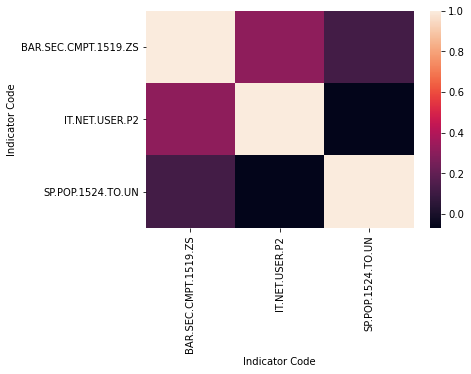 BAR.SEC.CMPT.1519.ZS
IT.NET.USER.P2
SP.POP.1524.TO.UN
Indicator Code
BAR.SEC.CMPT.1519.ZS
IT.NET.USER.P2
SP.POP.1524.TO.UN
Indicator Code
1.0
0.8
0.6
0.4
0.2
0.0